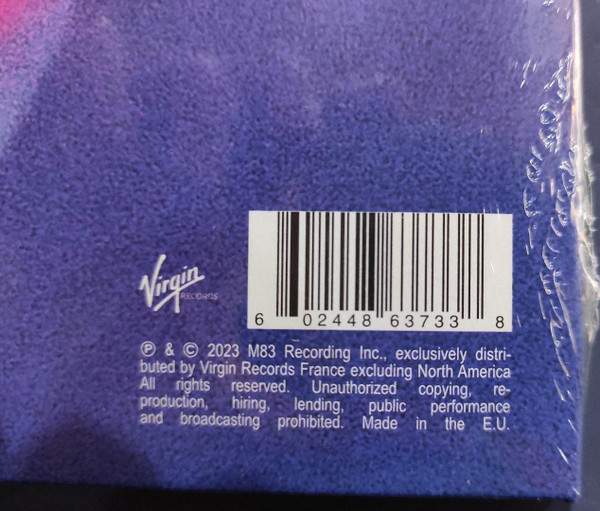 Virgin
RECORDS
6 02448 63733 8
℗ & © 2023 M83 Recording Inc., exclusively distri-
buted by Virgin Records France excluding North America
All rights reserved. Unauthorized copying, re-
production, hiring, lending, public performance
and broadcasting prohibited. Made in the E.U.